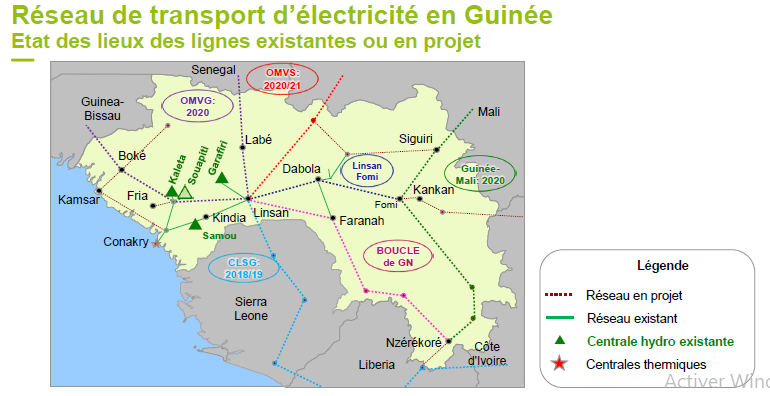 Réseau de transport d'électricité en Guinée
Etat des lieux des lignes existantes ou en projet
Senegal
OMVS:
2020/21
Guinea-
Bissau
OMVG:
2020
Mali
Labé
Siguiri
Boké
Kaleta
Souapiti
Garafiri
Dabola
Linsan
Fomi
Guinée-
Mali: 2020
Kamsar
Fria
Kankan
Fomi
Kindia
Linsan
Faranah
Conakry
Samou
CLSG:
2018/19
BOUCLE
de GN
Sierra
Leone
Nzérékoré
Côte
d'Ivoire
Liberia
Légende
Réseau en projet
Réseau existant
Centrale hydro existante
Centrales thermiques
Activer Wind